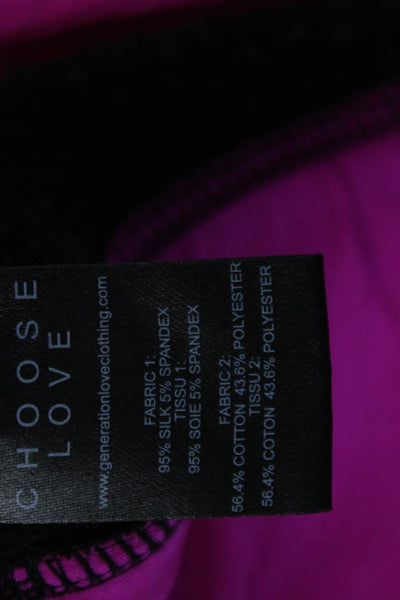 CHOOSE
LOVE
www.generationloveclothing.com
FABRIC 1:
95% SILK 5% SPANDEX
TISSU 1:
95% SOIE 5% SPANDEX
FABRIC 2:
56.4% COTTON 43.6% POLYESTER
TISSU 2:
56.4% COTON 43.6% POLYESTER